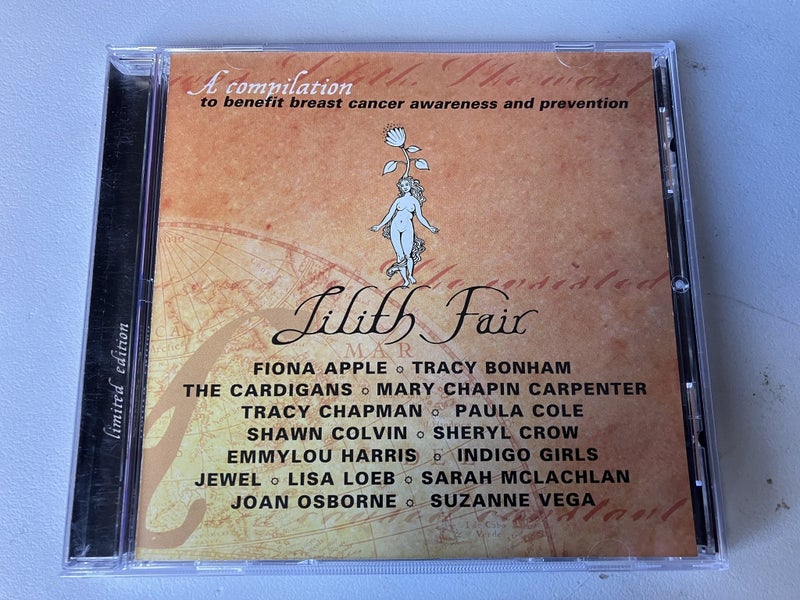 A compilation
to benefit breast cancer awareness and prevention
Lilith Fair
MAR
FIONA APPLE ○ TRACY BONHAM
THE CARDIGANS ○ MARY CHAPIN CARPENTER
TRACY CHAPMAN ○ PAULA COLE
SHAWN COLVIN ○ SHERYL CROW
EMMYLOU HARRIS ○ INDIGO GIRLS
JEWEL ○ LISA LOEB ○ SARAH MCLACHLAN
JOAN OSBORNE ○ SUZANNE VEGA
Verde
limited edition